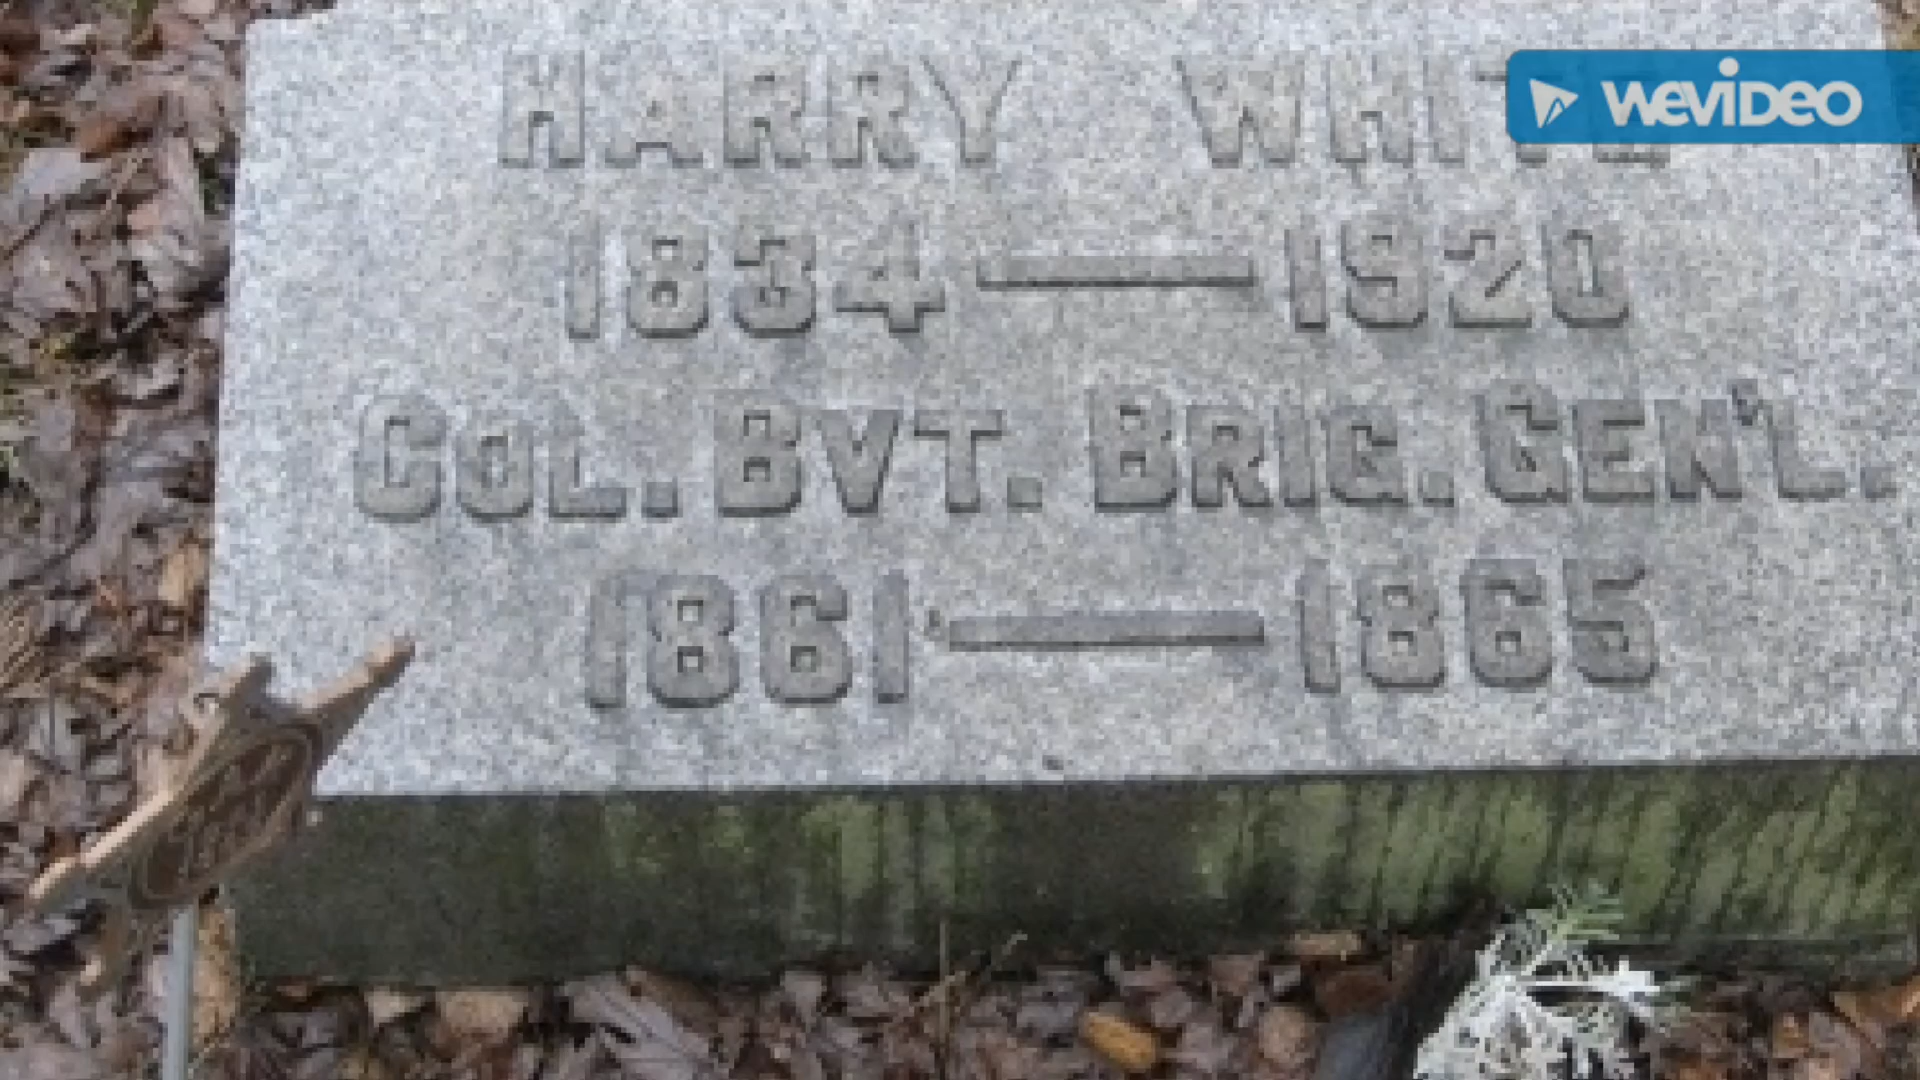 HARRY WHITE
WEVIDEO
1834 — 1920
COL. BVT. BRIG. GEN'L.
1861 — 1865